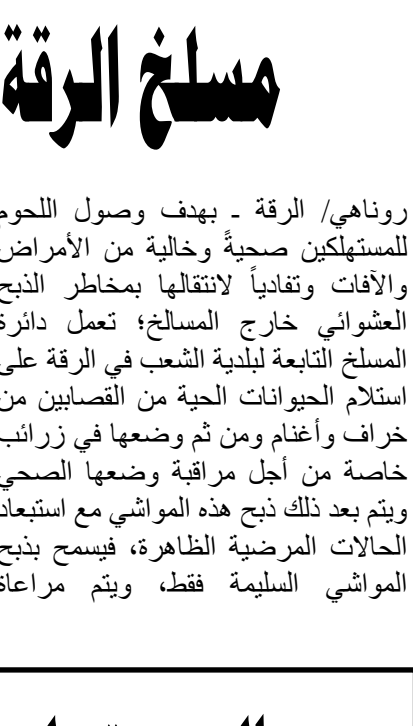 مسلخ الرقة
روناهي/ الرقة ـ بهدف وصول اللحوم
للمستهلكين صحيةً وخالية من الأمراض
والآفات وتفادياً لانتقالها بمخاطر الذبح
العشوائي خارج المسالخ؛ تعمل دائرة
المسلخ التابعة لبلدية الشعب في الرقة على
استلام الحيوانات الحية من القصابين من
خراف وأغنام ومن ثم وضعها في زرائب
خاصة من أجل مراقبة وضعها الصحي
ويتم بعد ذلك ذبح هذه المواشي مع استبعاد
الحالات المرضية الظاهرة، فيسمح بذبح
المواشي السليمة فقط، ويتم مراعاة